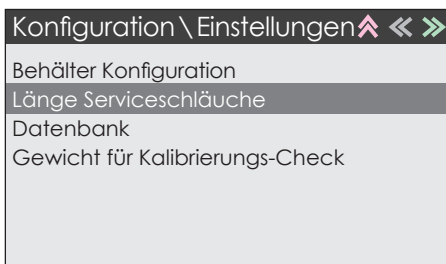 Konfiguration \ Einstellungen
Behälter Konfiguration
Länge Serviceschläuche
Datenbank
Gewicht für Kalibrierungs-Check